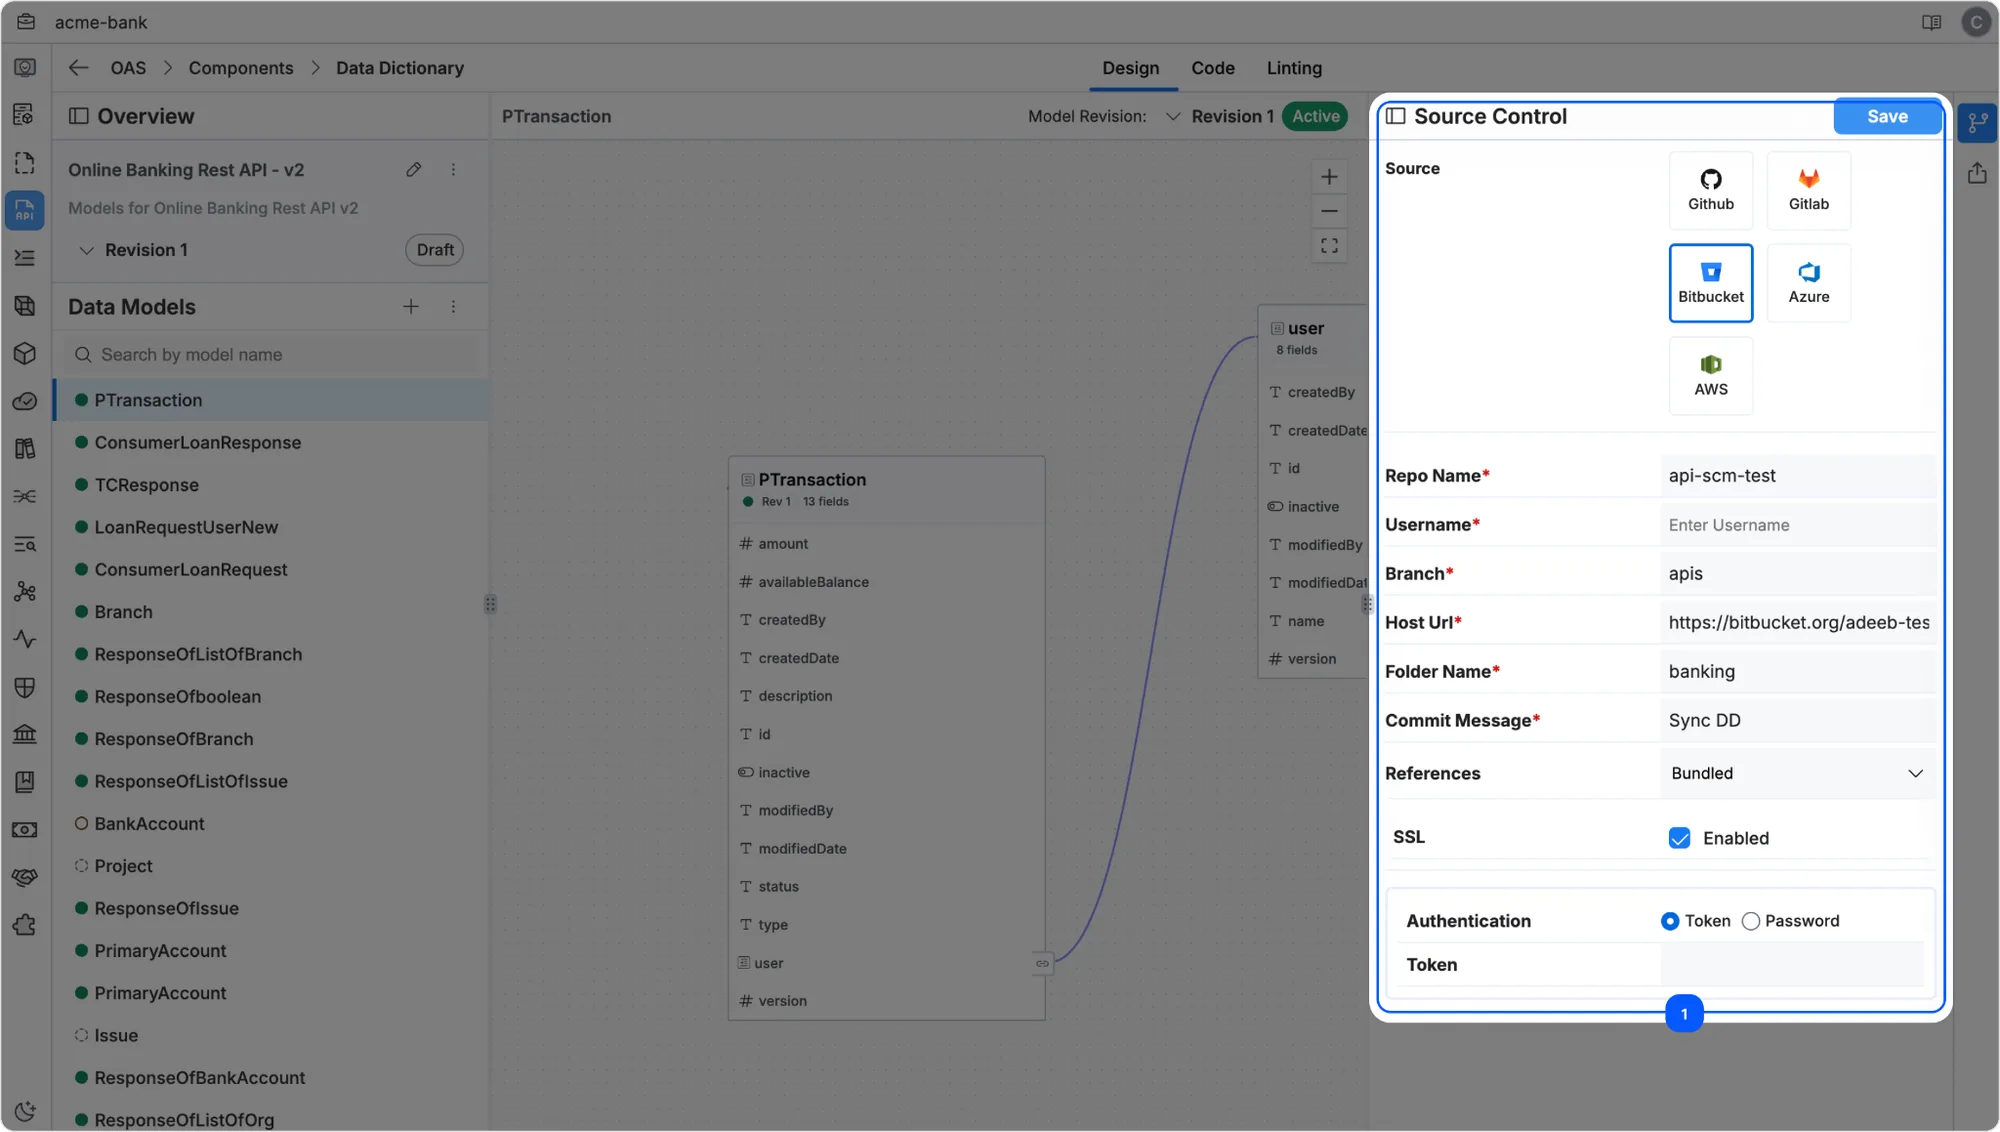 acme-bank
C
OAS
Components
Data Dictionary
Design
Code
Linting
Overview
Online Banking Rest API - v2
Models for Online Banking Rest API v2
Revision 1
Draft
Data Models
Search by model name
PTransaction
ConsumerLoanResponse
TCResponse
LoanRequestUserNew
ConsumerLoanRequest
Branch
ResponseOfListOfBranch
ResponseOfboolean
ResponseOfBranch
ResponseOfListOfIssue
BankAccount
Project
ResponseOfIssue
PrimaryAccount
PrimaryAccount
Issue
ResponseOfBankAccount
ResponseOfListOfOrg
API
PTransaction
Model Revision:
Revision 1
Active
PTransaction
Rev 1 13 fields
# amount
# availableBalance
T createdBy
T createdDate
T description
T id
inactive
T modifiedBy
T modifiedDate
T status
T type
user
# version
user
8 fields
T createdBy
T createdDate
T id
inactive
T modifiedBy
T modifiedDat
T name
# version
Source Control
Save
Source
Github
Gitlab
Bitbucket
Azure
AWS
Repo Name* api-scm-test
Username* Enter Username
Branch* apis
Host Url* https://bitbucket.org/adeeb-tes
Folder Name* banking
Commit Message* Sync DD
References Bundled
SSL Enabled
Authentication Token Password
Token
1